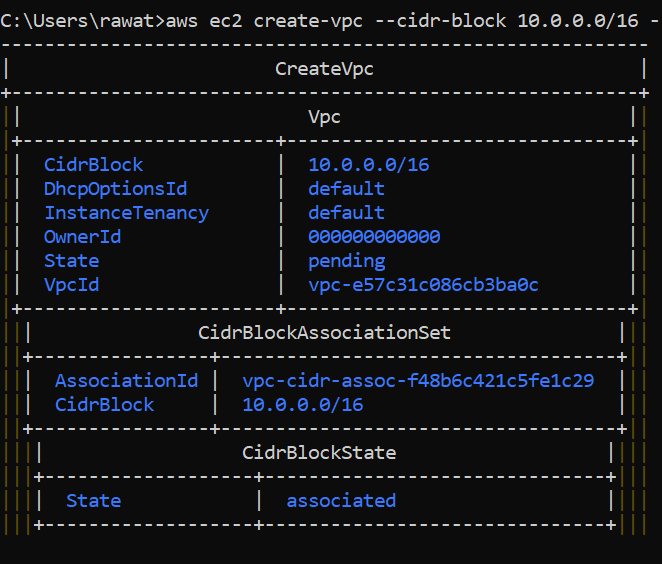 C:\Users\rawat>aws ec2 create-vpc --cidr-block 10.0.0.0/16 -
CreateVpc
Vpc
CidrBlock | 10.0.0.0/16
DhcpOptionsId | default
InstanceTenancy | default
OwnerId | 000000000000
State | pending
VpcId | vpc-e57c31c086cb3ba0c
CidrBlockAssociationSet
AssociationId | vpc-cidr-assoc-f48b6c421c5fe1c29
CidrBlock | 10.0.0.0/16
CidrBlockState
State | associated